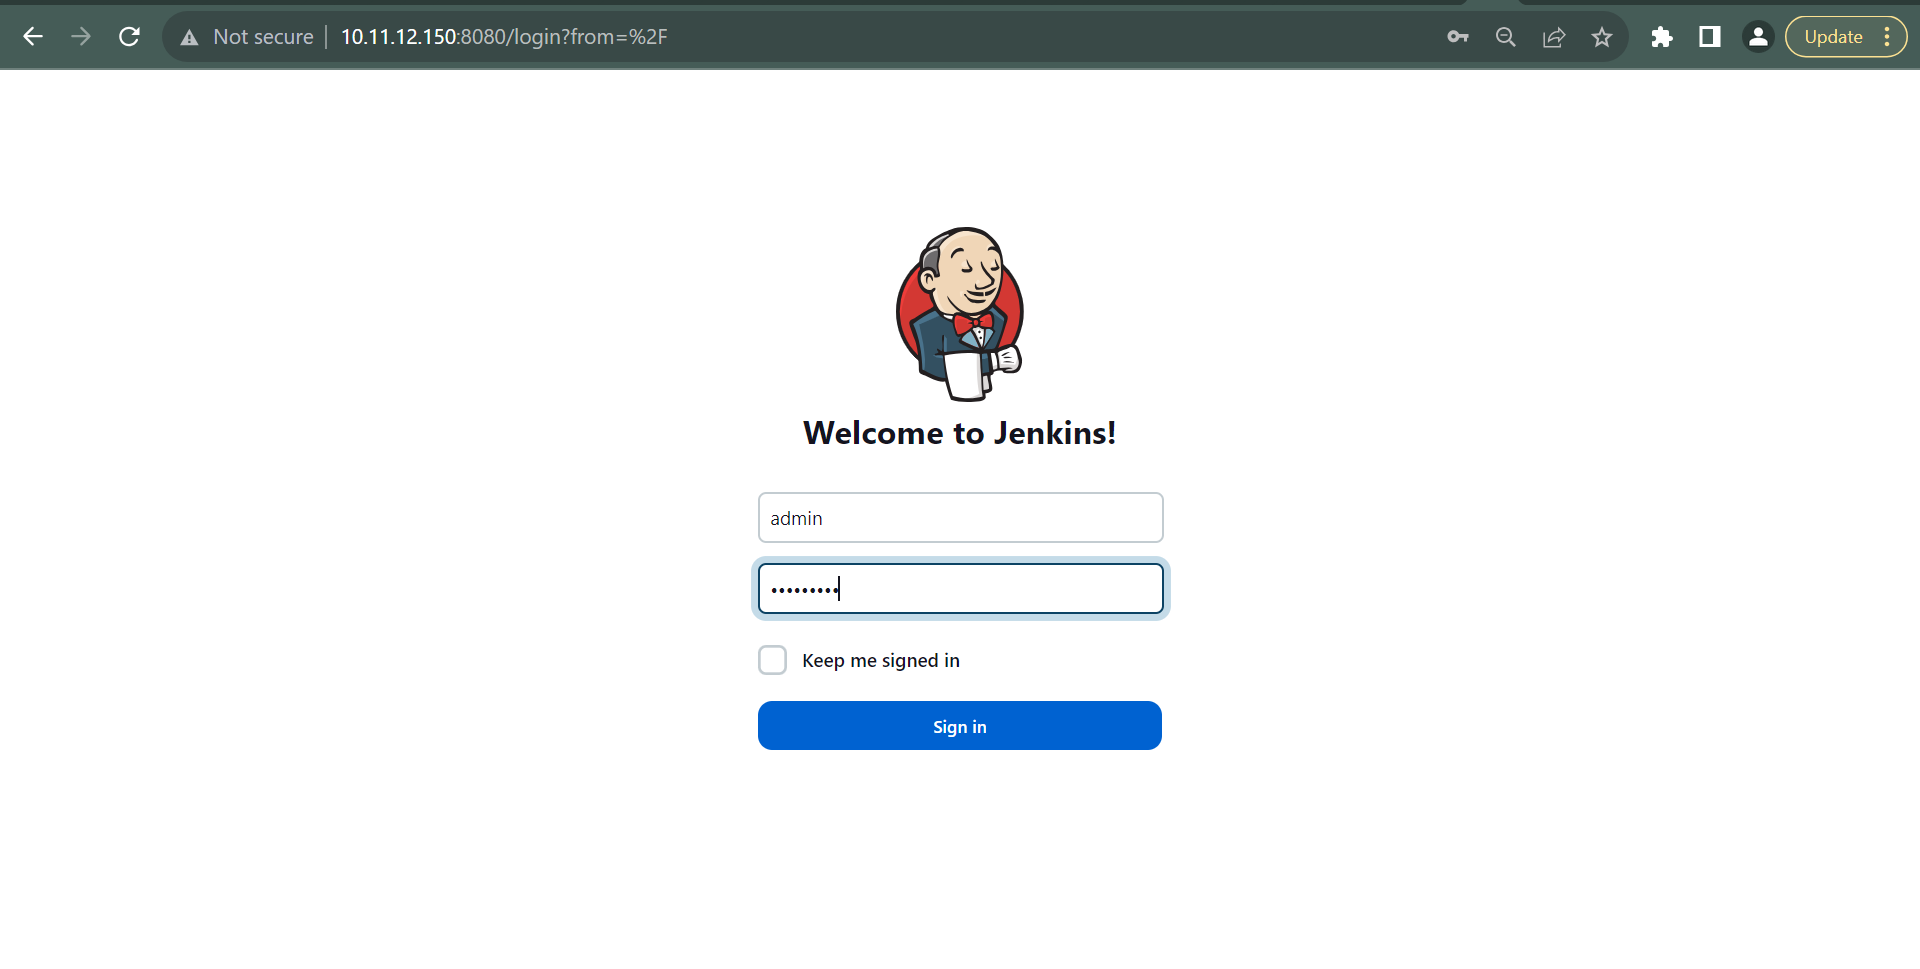 Not secure 10.11.12.150:8080/login?from=%2F Update
Welcome to Jenkins!
admin
•••••••••
Keep me signed in
Sign in